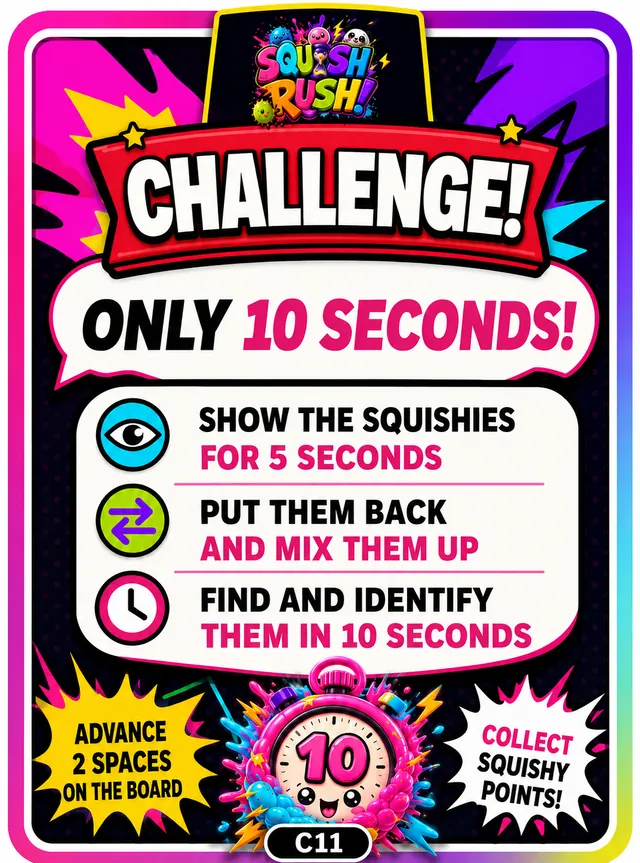 SQUISH
RUSH!
CHALLENGE!
ONLY 10 SECONDS!
SHOW THE SQUISHIES
FOR 5 SECONDS
PUT THEM BACK
AND MIX THEM UP
FIND AND IDENTIFY
THEM IN 10 SECONDS
ADVANCE
2 SPACES
ON THE BOARD
10
COLLECT
SQUISHY
POINTS!
C11